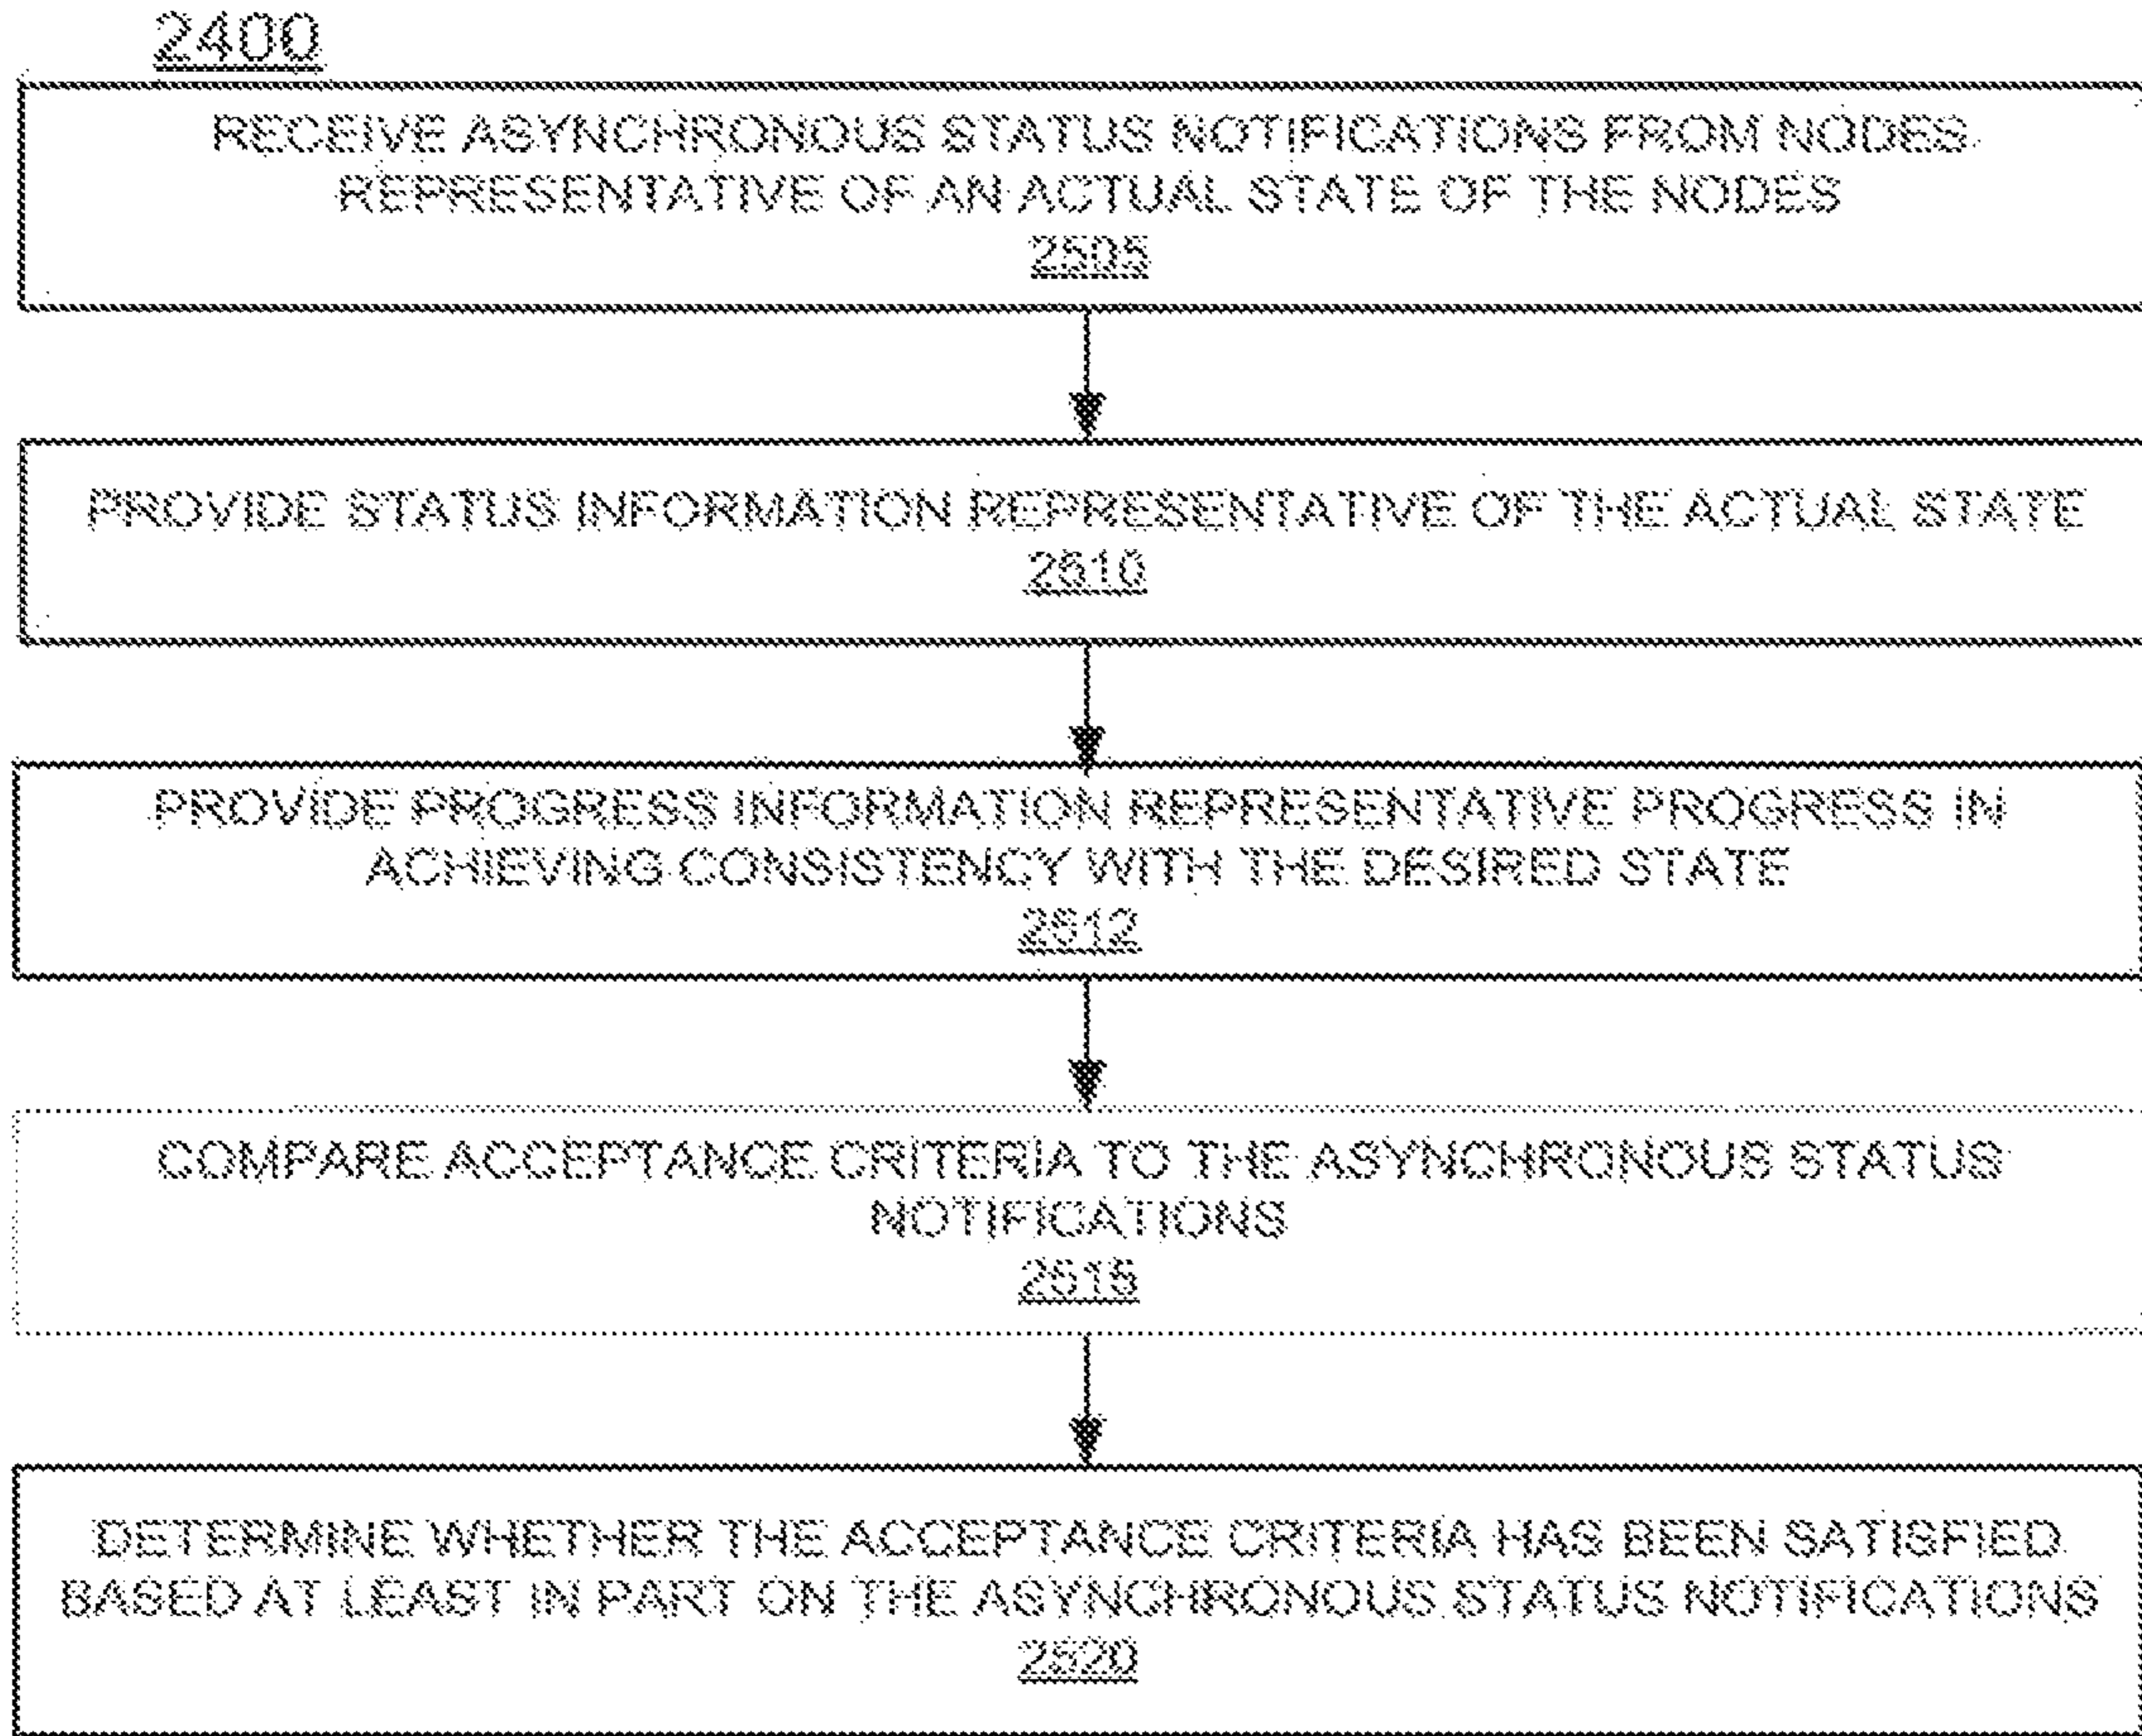 2400
RECEIVE ASYNCHRONOUS STATUS NOTIFICATIONS FROM NODES
REPRESENTATIVE OF AN ACTUAL STATE OF THE NODES
2505
PROVIDE STATUS INFORMATION REPRESENTATIVE OF THE ACTUAL STATE
2510
PROVIDE PROGRESS INFORMATION REPRESENTATIVE PROGRESS IN
ACHIEVING CONSISTENCY WITH THE DESIRED STATE
2512
COMPARE ACCEPTANCE CRITERIA TO THE ASYNCHRONOUS STATUS
NOTIFICATIONS
2515
DETERMINE WHETHER THE ACCEPTANCE CRITERIA HAS BEEN SATISFIED
BASED AT LEAST IN PART ON THE ASYNCHRONOUS STATUS NOTIFICATIONS
2520